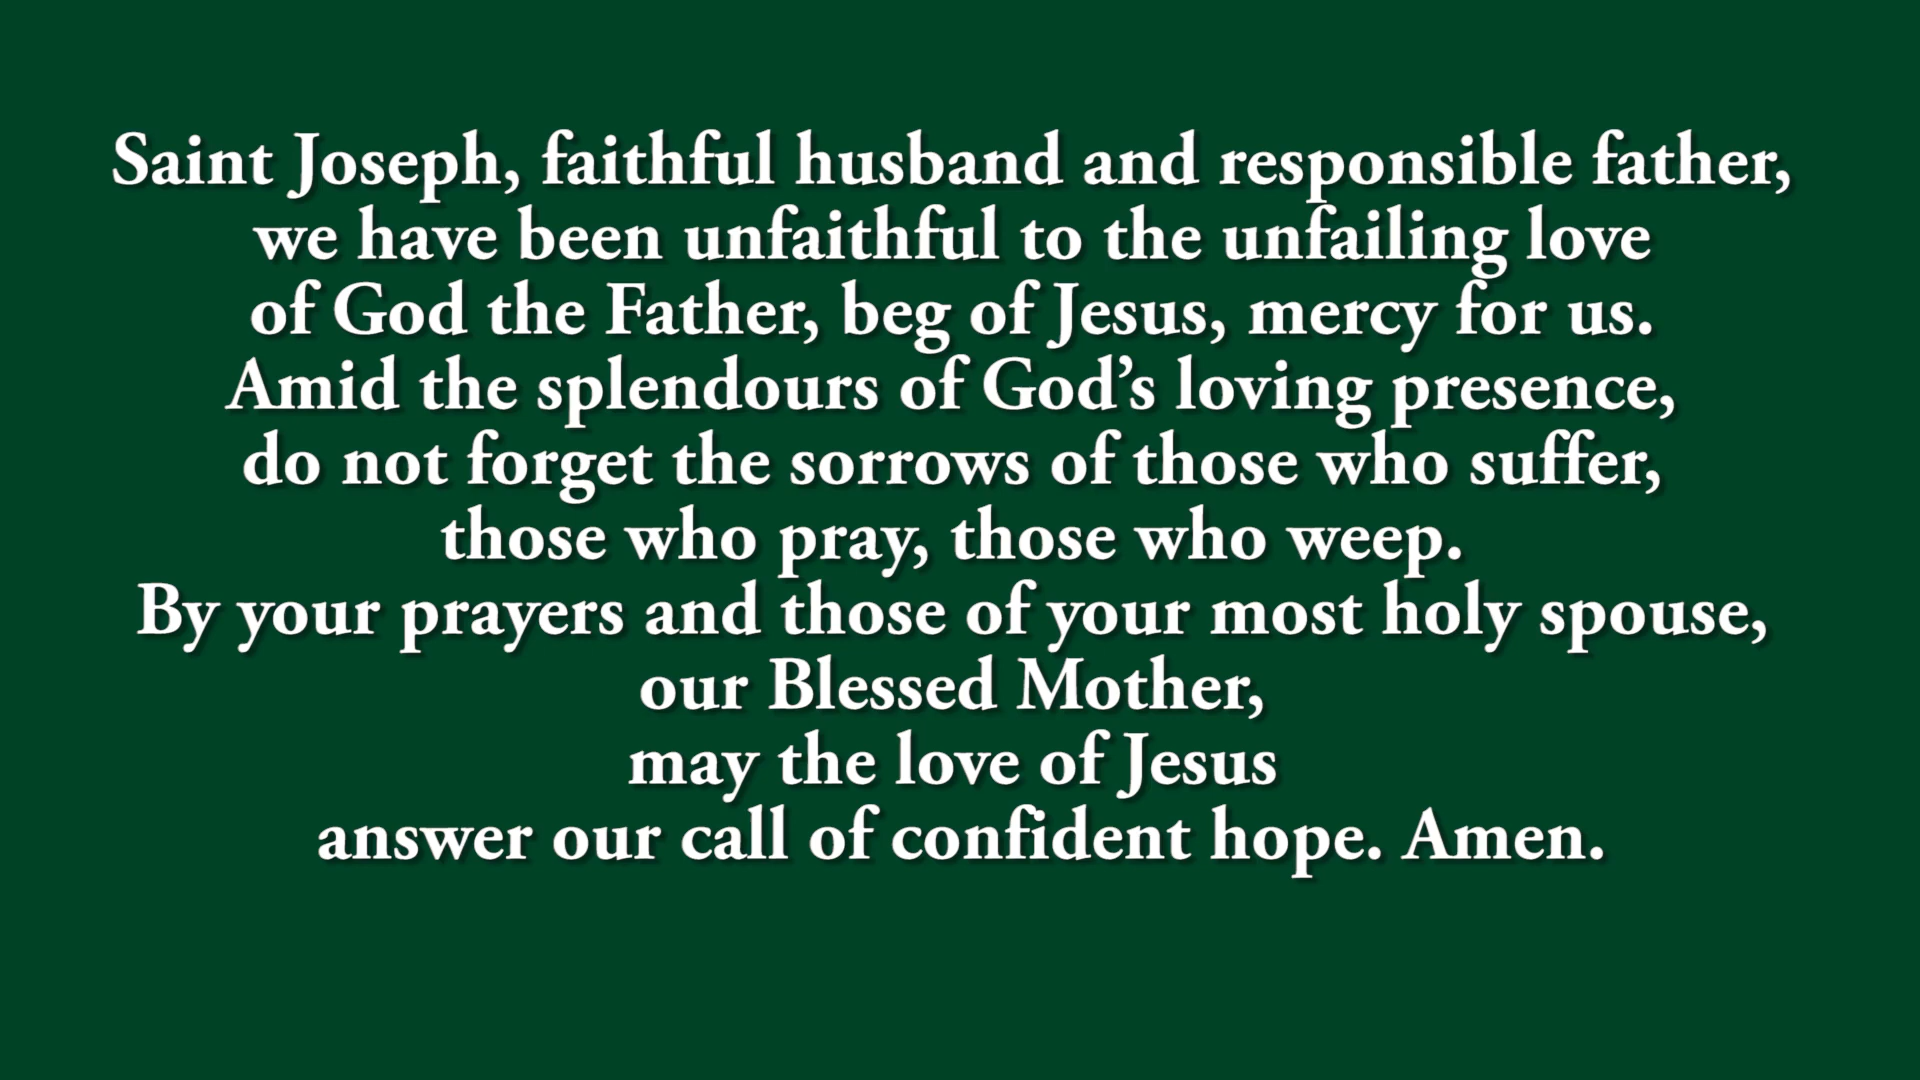 Saint Joseph, faithful husband and responsible father,
we have been unfaithful to the unfailing love
of God the Father, beg of Jesus, mercy for us.
Amid the splendours of God’s loving presence,
do not forget the sorrows of those who suffer,
those who pray, those who weep.
By your prayers and those of your most holy spouse,
our Blessed Mother,
may the love of Jesus
answer our call of confident hope. Amen.